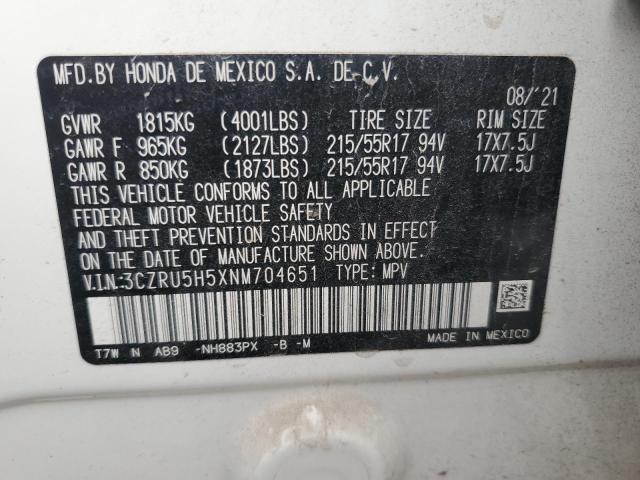 MFD.BY HONDA DE MEXICO S.A. DE C.V.
08/'21
GVWR 1815KG (4001LBS) TIRE SIZE RIM SIZE
GAWR F 965KG (2127LBS) 215/55R17 94V 17X7.5J
GAWR R 850KG (1873LBS) 215/55R17 94V 17X7.5J
THIS VEHICLE CONFORMS TO ALL APPLICABLE
FEDERAL MOTOR VEHICLE SAFETY
AND THEFT PREVENTION STANDARDS IN EFFECT
ON THE DATE OF MANUFACTURE SHOWN ABOVE.
V.I.N:3CZRU5H5XNM704651 TYPE: MPV
T7W N AB9 -NH883PX -B -M
MADE IN MEXICO